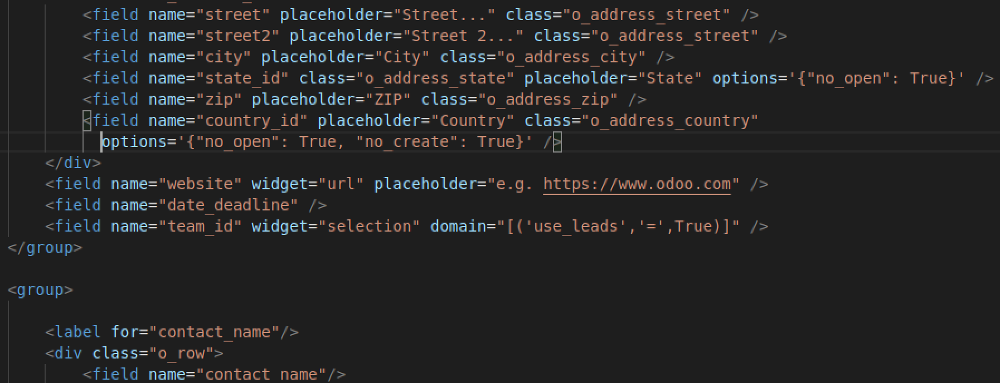 <field name="street" placeholder="Street..." class="o_address_street" />
<field name="street2" placeholder="Street 2..." class="o_address_street" />
<field name="city" placeholder="City" class="o_address_city" />
<field name="state_id" class="o_address_state" placeholder="State" options='{"no_open": True}' />
<field name="zip" placeholder="ZIP" class="o_address_zip" />
<field name="country_id" placeholder="Country" class="o_address_country"
options='{"no_open": True, "no_create": True}' />
</div>
<field name="website" widget="url" placeholder="e.g. https://www.odoo.com" />
<field name="date_deadline" />
<field name="team_id" widget="selection" domain="[('use_leads','=',True)]" />
</group>
<group>
<label for="contact_name"/>
<div class="o_row">
<field name="contact name"/>